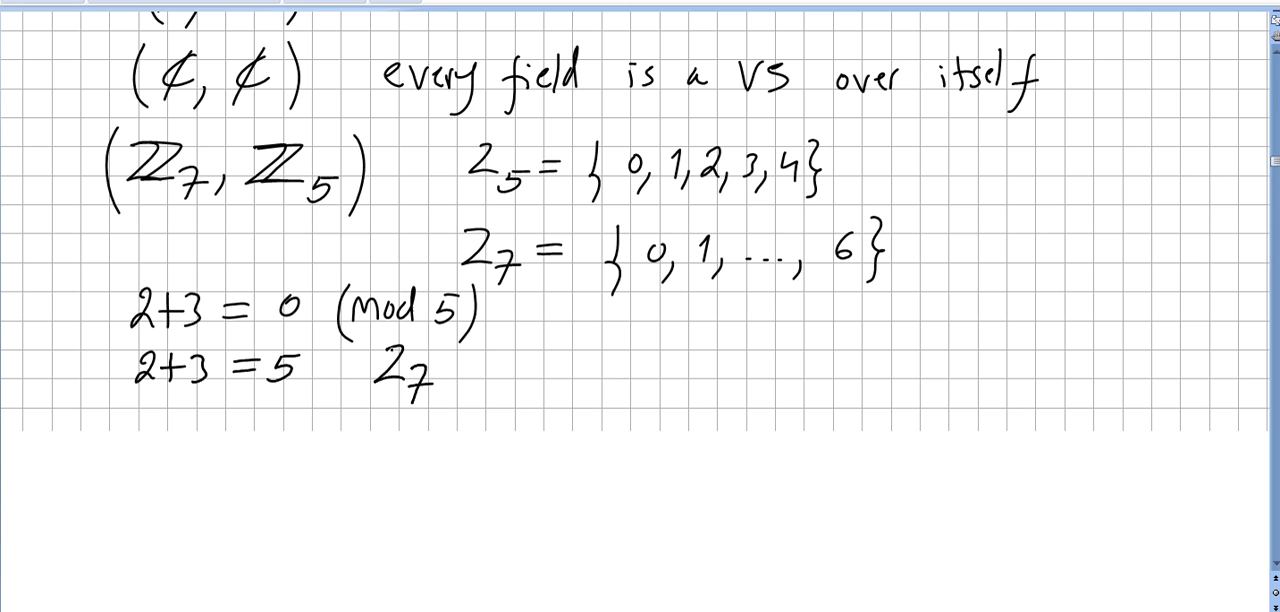 (ℂ, ℂ) every field is a VS over itself
(ℤ₇, ℤ₅) Z₅ = { 0, 1, 2, 3, 4}
Z₇ = { 0, 1, ..., 6}
2+3 = 0 (mod 5)
2+3 = 5 Z₇